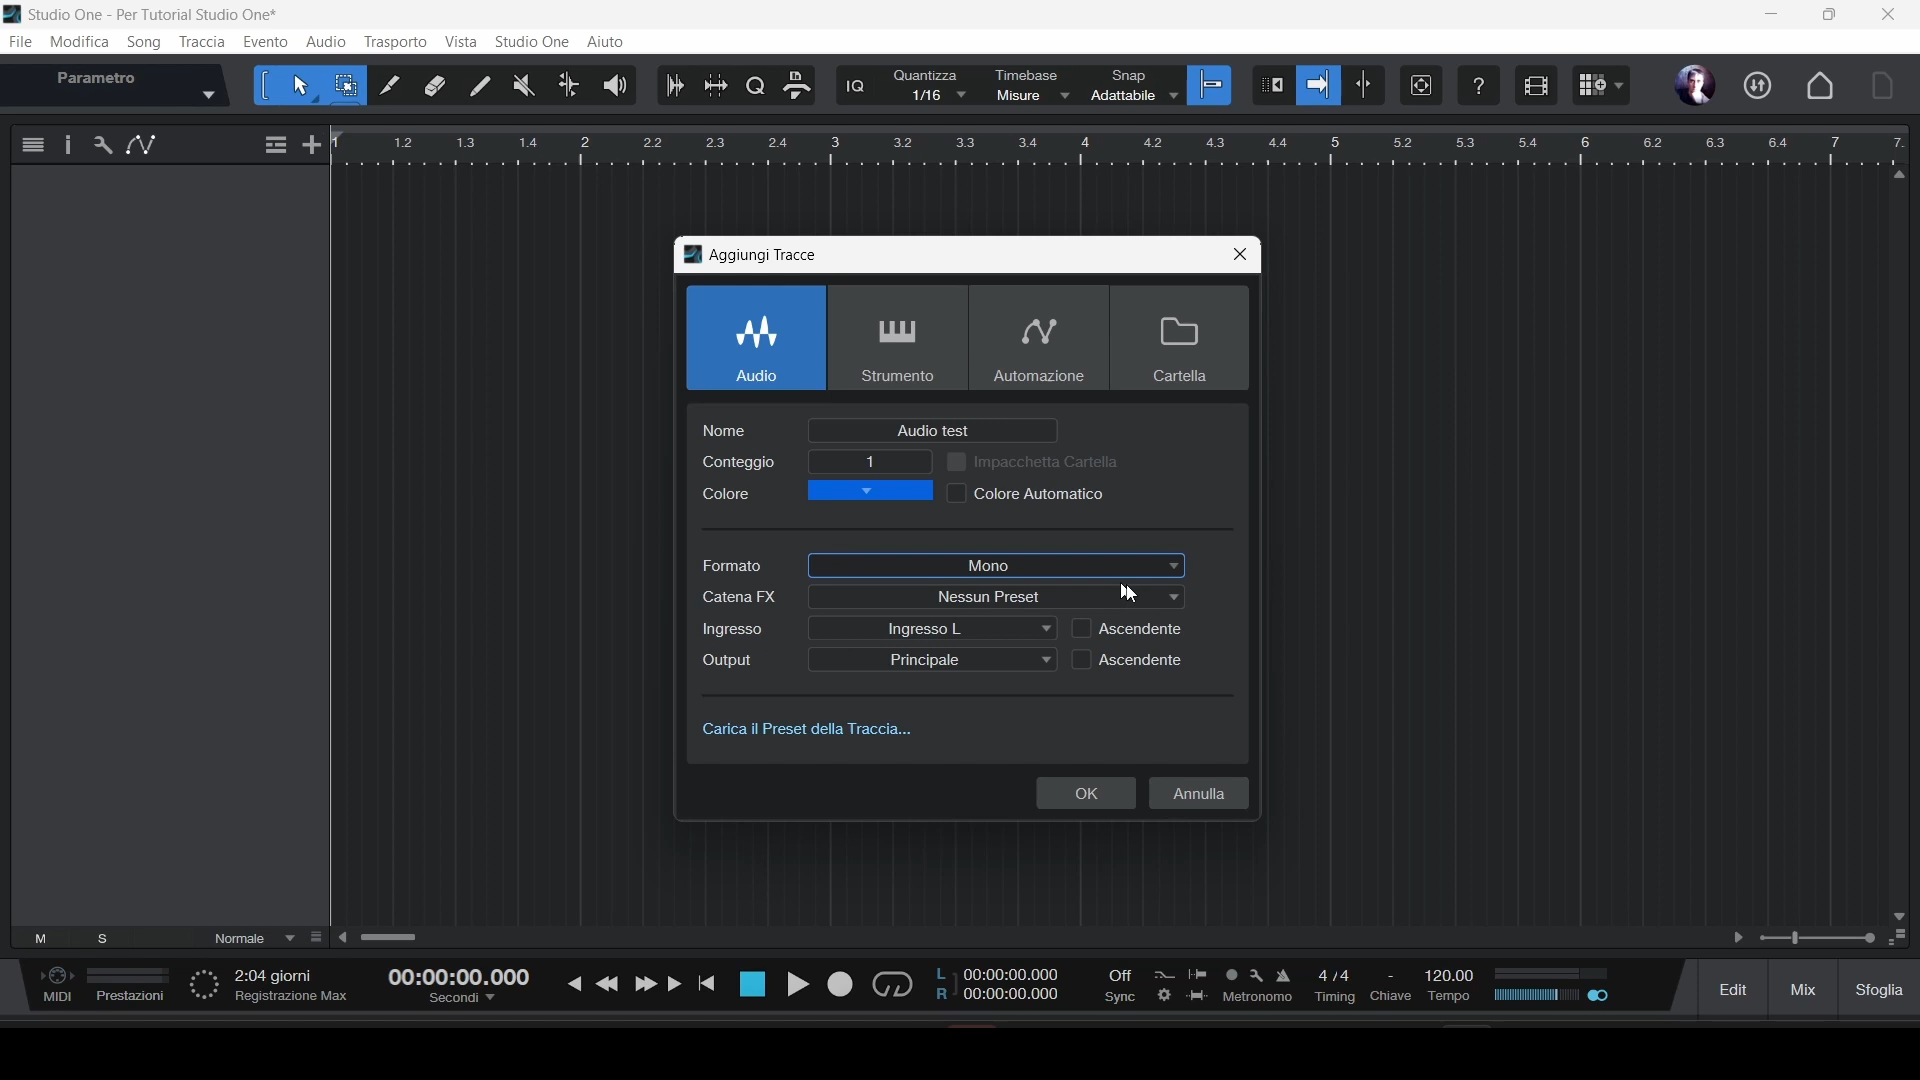 Studio One - Per Tutorial Studio One*
File Modifica Song Traccia Evento Audio Trasporto Vista Studio One Aiuto
Parametro
IQ
Quantizza
1/16
Timebase
Misure
Snap
Adattabile
?
1 1.2 1.3 1.4 2 2.2 2.3 2.4 3 3.2 3.3 3.4 4 4.2 4.3 4.4 5 5.2 5.3 5.4 6 6.2 6.3 6.4 7 7.
Aggiungi Tracce
Audio Strumento Automazione Cartella
Nome Audio test
Conteggio 1 Impacchetta Cartella
Colore Colore Automatico
Formato Mono
Catena FX Nessun Preset
Ingresso Ingresso L Ascendente
Output Principale Ascendente
Carica il Preset della Traccia...
OK Annulla
M S Normale
MIDI
Prestazioni
2:04 giorni
Registrazione Max
00:00:00.000
Secondi
L 00:00:00.000
R 00:00:00.000
Off
Sync
Metronomo
4 / 4
Timing
-
Chiave
120.00
Tempo
Edit Mix Sfoglia